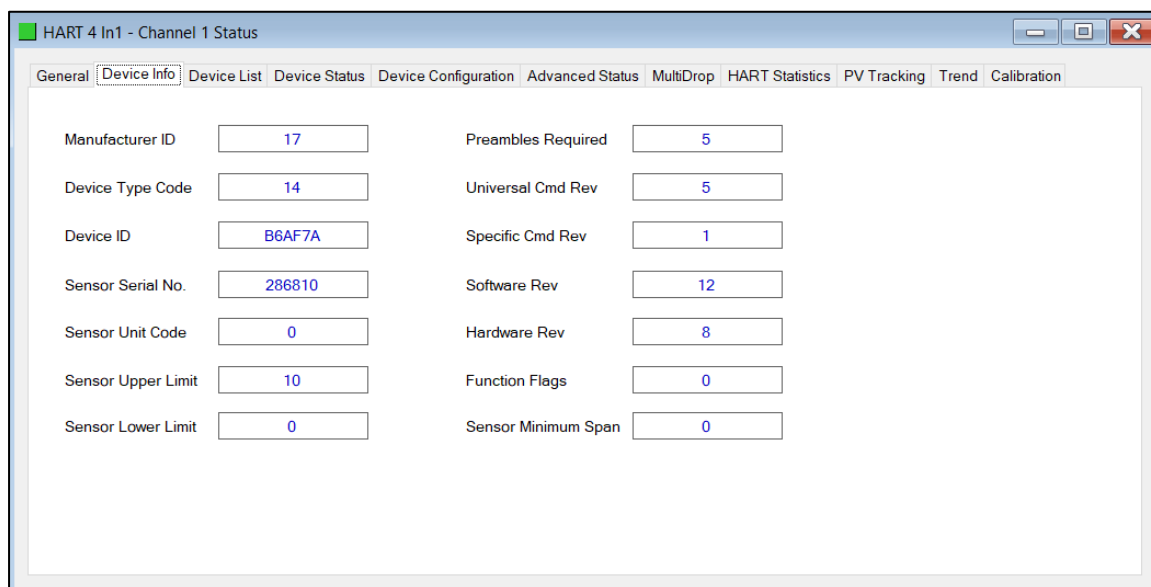 HART 4 In1 - Channel 1 Status
General Device Info Device List Device Status Device Configuration Advanced Status MultiDrop HART Statistics PV Tracking Trend Calibration
Manufacturer ID 17 Preambles Required 5
Device Type Code 14 Universal Cmd Rev 5
Device ID B6AF7A Specific Cmd Rev 1
Sensor Serial No. 286810 Software Rev 12
Sensor Unit Code 0 Hardware Rev 8
Sensor Upper Limit 10 Function Flags 0
Sensor Lower Limit 0 Sensor Minimum Span 0